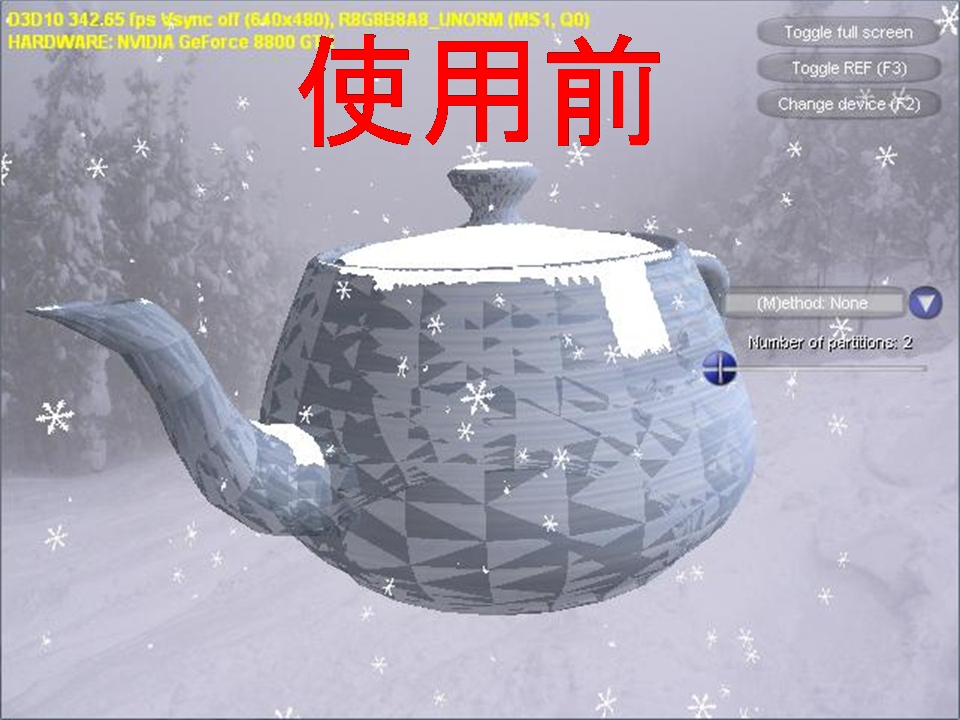 D3D10 342.65 fps Vsync off (640x480), R8G8B8A8_UNORM (MS1, Q0)
HARDWARE: NVIDIA GeForce 8800 GT
使用前
Toggle full screen
Toggle REF (F3)
Change device (F2)
(M)ethod: None
Number of partitions: 2